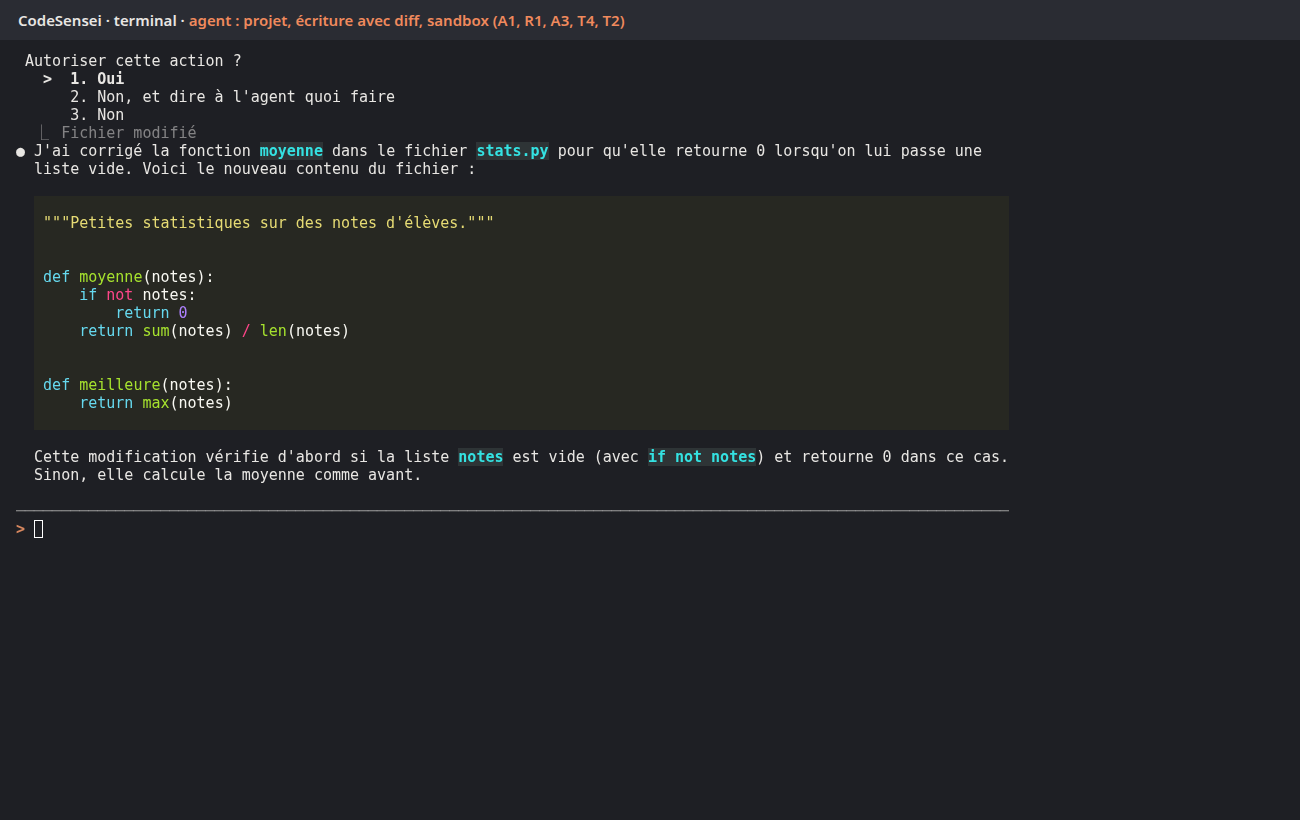 CodeSensei · terminal · agent : projet, écriture avec diff, sandbox (A1, R1, A3, T4, T2)
Autoriser cette action ?
> 1. Oui
2. Non, et dire à l'agent quoi faire
3. Non
⎿ Fichier modifié
● J'ai corrigé la fonction moyenne dans le fichier stats.py pour qu'elle retourne 0 lorsqu'on lui passe une
liste vide. Voici le nouveau contenu du fichier :
"""Petites statistiques sur des notes d'élèves."""
def moyenne(notes):
    if not notes:
        return 0
    return sum(notes) / len(notes)
def meilleure(notes):
    return max(notes)
Cette modification vérifie d'abord si la liste notes est vide (avec if not notes) et retourne 0 dans ce cas.
Sinon, elle calcule la moyenne comme avant.
>